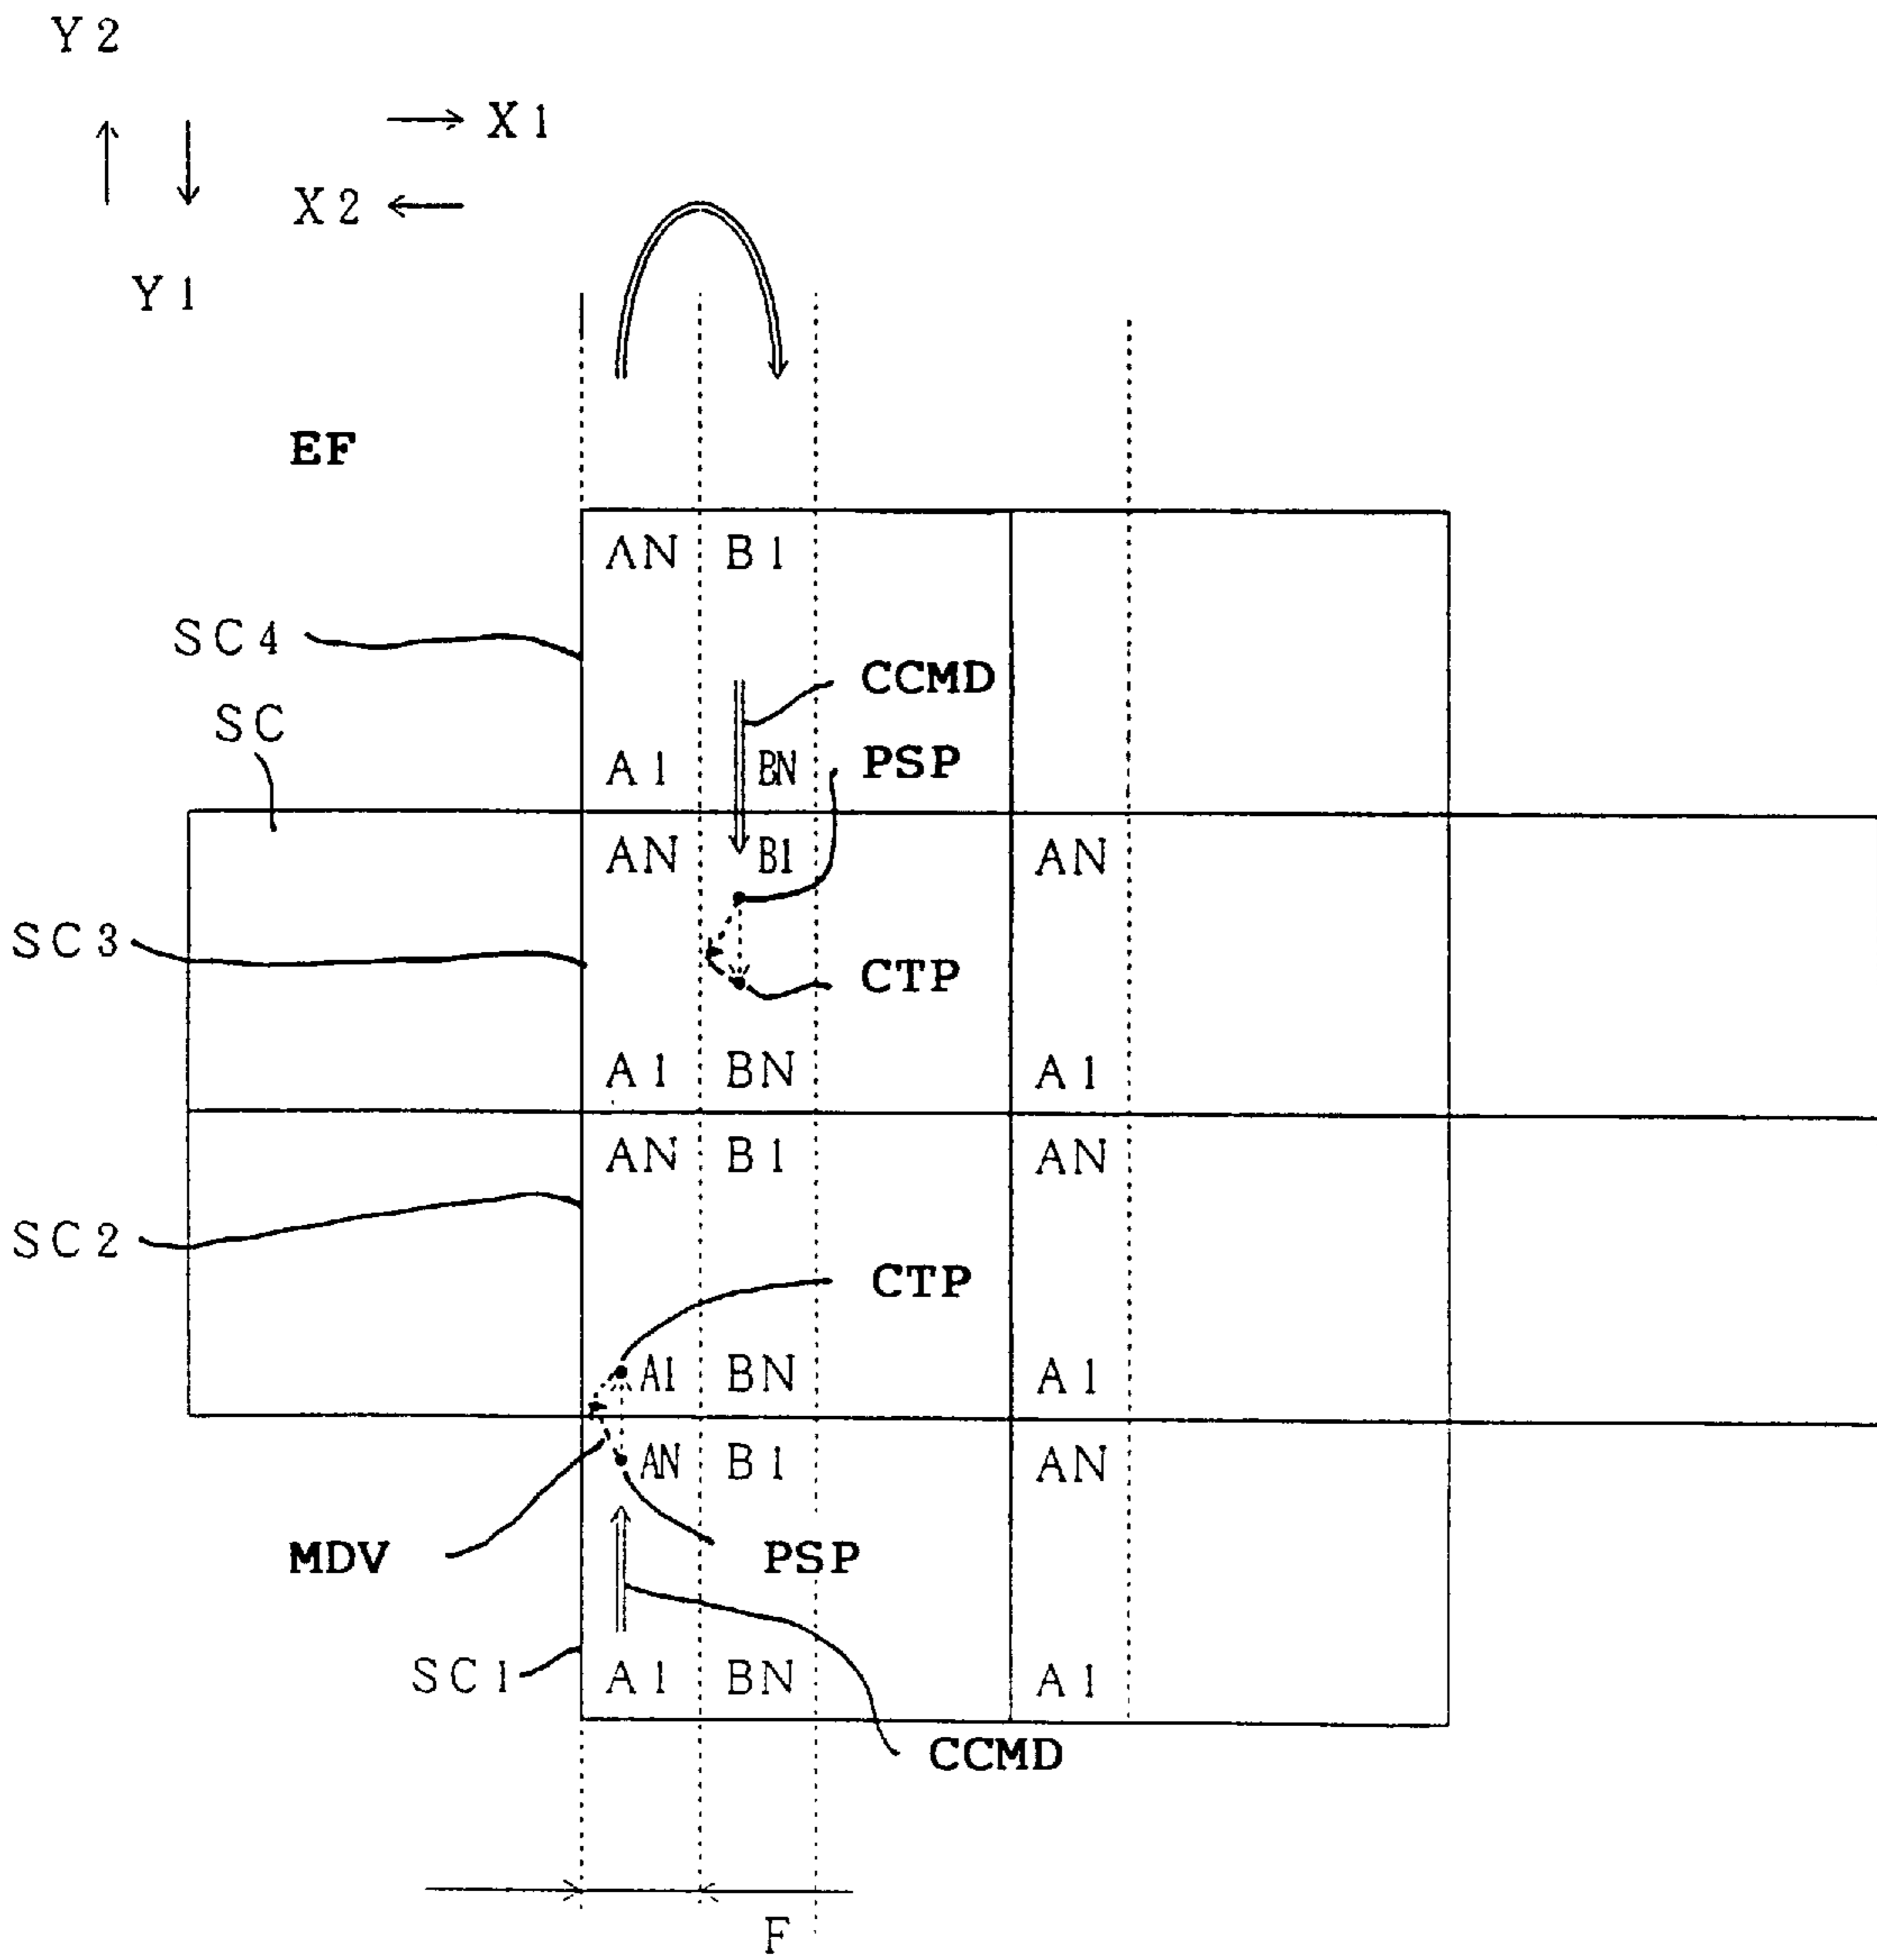 Y2
X1
X2
Y1
EF
AN B1
SC4
CCMD
SC
A1 BN PSP
AN B1 AN
SC3
CTP
A1 BN A1
AN B1 AN
SC2
CTP
A1 BN A1
AN B1 AN
MDV PSP
SC1 A1 BN A1
CCMD
F